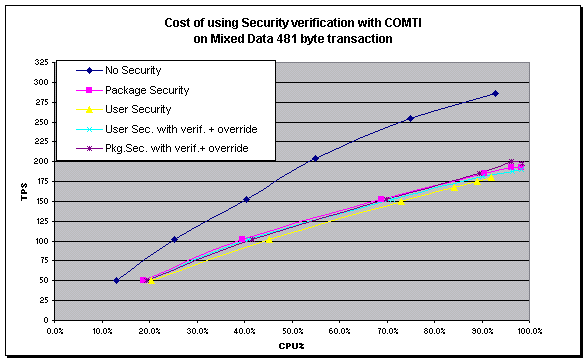 Cost of using Security verification with COMTI
on Mixed Data 481 byte transaction
No Security
Package Security
User Security
User Sec. with verif. + override
Pkg.Sec. with verif.+ override
TPS
325
300
275
250
225
200
175
150
125
100
75
50
25
0
0.0% 10.0% 20.0% 30.0% 40.0% 50.0% 60.0% 70.0% 80.0% 90.0% 100.0%
CPU%